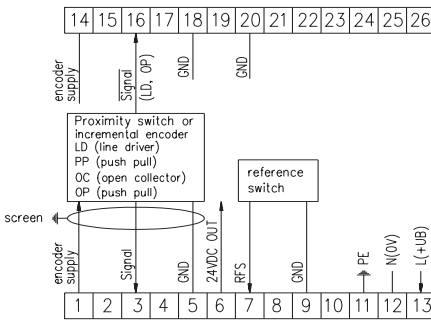 14 15 16 17 18 19 20 21 22 23 24 25 26
encoder
supply
Signal
(LD, OP)
GND
GND
Proximity switch or
incremental encoder
LD (line driver)
PP (push pull)
OC (open collector)
OP (push pull)
reference
switch
screen
encoder
supply
Signal
GND
24VDC OUT
RFS
GND
PE
N(0V)
L(+UB)
1 2 3 4 5 6 7 8 9 10 11 12 13